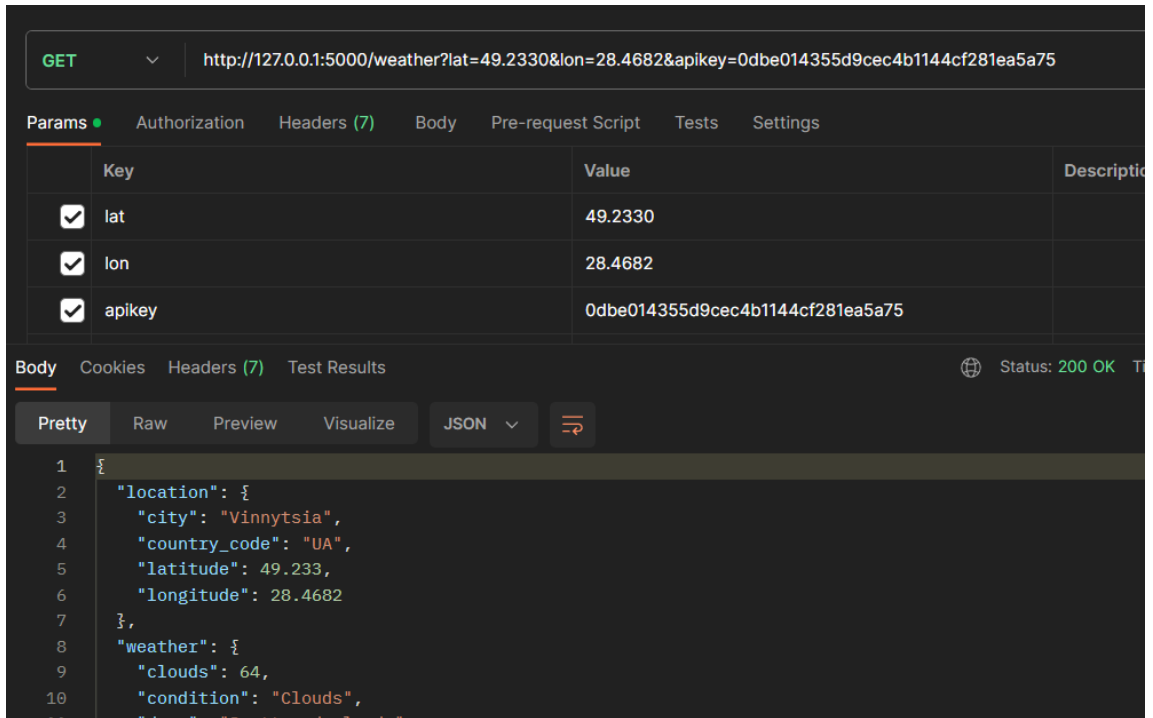 GET http://127.0.0.1:5000/weather?lat=49.2330&lon=28.4682&apikey=0dbe014355d9cec4b1144cf281ea5a75
Params Authorization Headers (7) Body Pre-request Script Tests Settings
Key Value Descriptio
lat 49.2330
lon 28.4682
apikey 0dbe014355d9cec4b1144cf281ea5a75
Body Cookies Headers (7) Test Results Status: 200 OK Ti
Pretty Raw Preview Visualize JSON
1 {
2 "location": {
3 "city": "Vinnytsia",
4 "country_code": "UA",
5 "latitude": 49.233,
6 "longitude": 28.4682
7 },
8 "weather": {
9 "clouds": 64,
10 "condition": "Clouds",